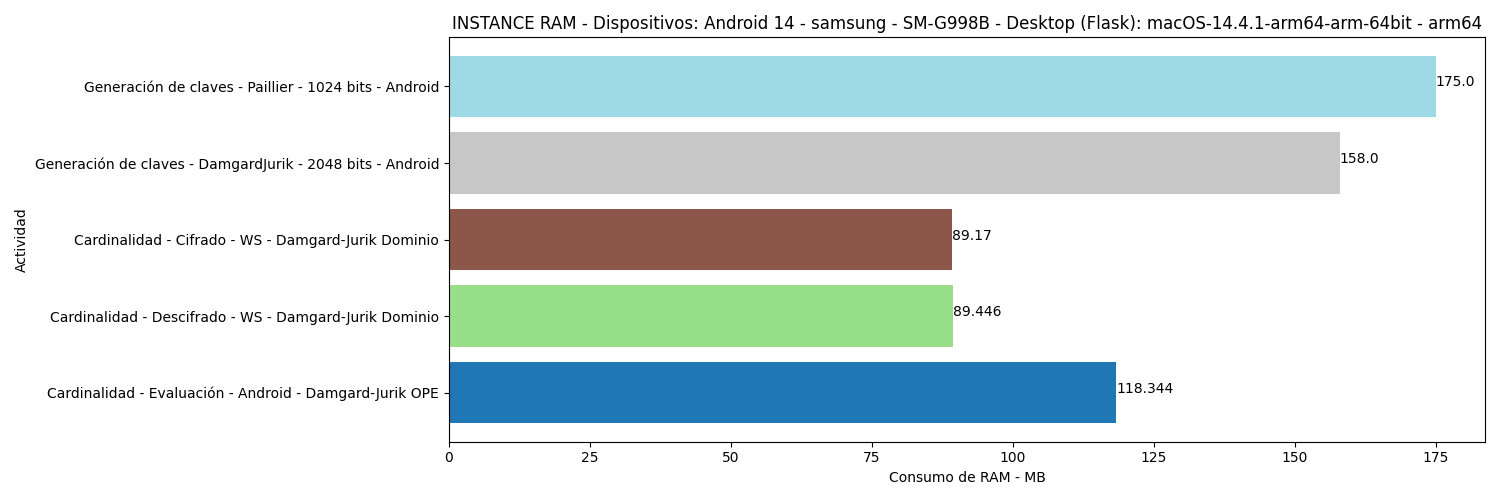 INSTANCE RAM - Dispositivos: Android 14 - samsung - SM-G998B - Desktop (Flask): macOS-14.4.1-arm64-arm-64bit - arm64
Generación de claves - Paillier - 1024 bits - Android
175.0
Generación de claves - DamgardJurik - 2048 bits - Android
158.0
Cardinalidad - Cifrado - WS - Damgard-Jurik Dominio
89.17
Cardinalidad - Descifrado - WS - Damgard-Jurik Dominio
89.446
Cardinalidad - Evaluación - Android - Damgard-Jurik OPE
118.344
Actividad
0 25 50 75 100 125 150 175
Consumo de RAM - MB